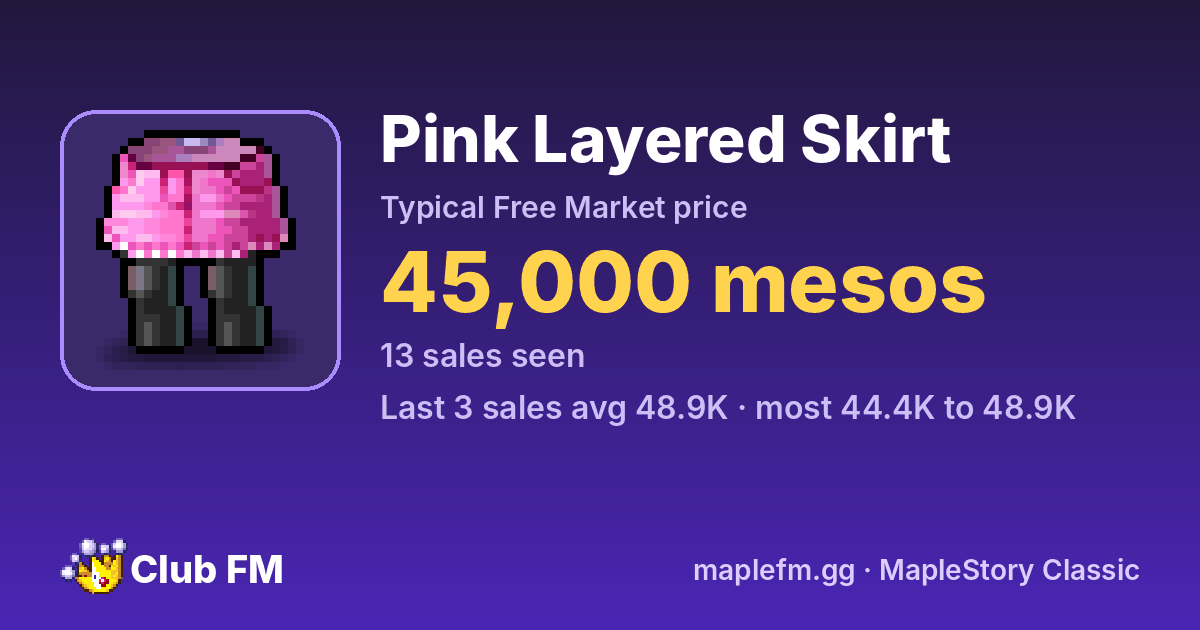 Pink Layered Skirt
Typical Free Market price
45,000 mesos
13 sales seen
Last 3 sales avg 48.9K · most 44.4K to 48.9K
Club FM
maplefm.gg · MapleStory Classic